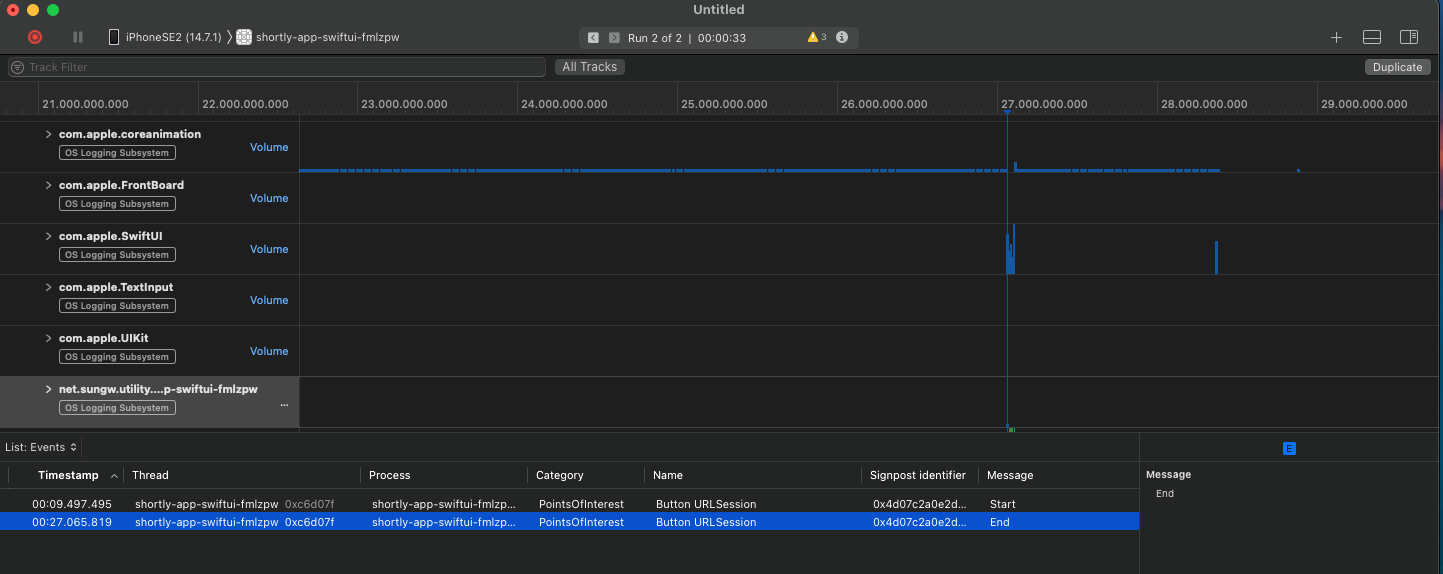 Untitled
iPhoneSE2 (14.7.1) 〉 shortly-app-swiftui-fmlzpw
Run 2 of 2 | 00:00:33
3
Track Filter
All Tracks
Duplicate
21.000.000.000 22.000.000.000 23.000.000.000 24.000.000.000 25.000.000.000 26.000.000.000 27.000.000.000 28.000.000.000 29.000.000.000
com.apple.coreanimation
OS Logging Subsystem
Volume
com.apple.FrontBoard
OS Logging Subsystem
Volume
com.apple.SwiftUI
OS Logging Subsystem
Volume
com.apple.TextInput
OS Logging Subsystem
Volume
com.apple.UIKit
OS Logging Subsystem
Volume
net.sungw.utility....p-swiftui-fmlzpw
OS Logging Subsystem
...
List: Events
E
Timestamp Thread Process Category Name Signpost identifier Message
00:09.497.495 shortly-app-swiftui-fmlzpw 0xc6d07f shortly-app-swiftui-fmlzp... PointsOfInterest Button URLSession 0x4d07c2a0e2d... Start
00:27.065.819 shortly-app-swiftui-fmlzpw 0xc6d07f shortly-app-swiftui-fmlzp... PointsOfInterest Button URLSession 0x4d07c2a0e2d... End
Message
End